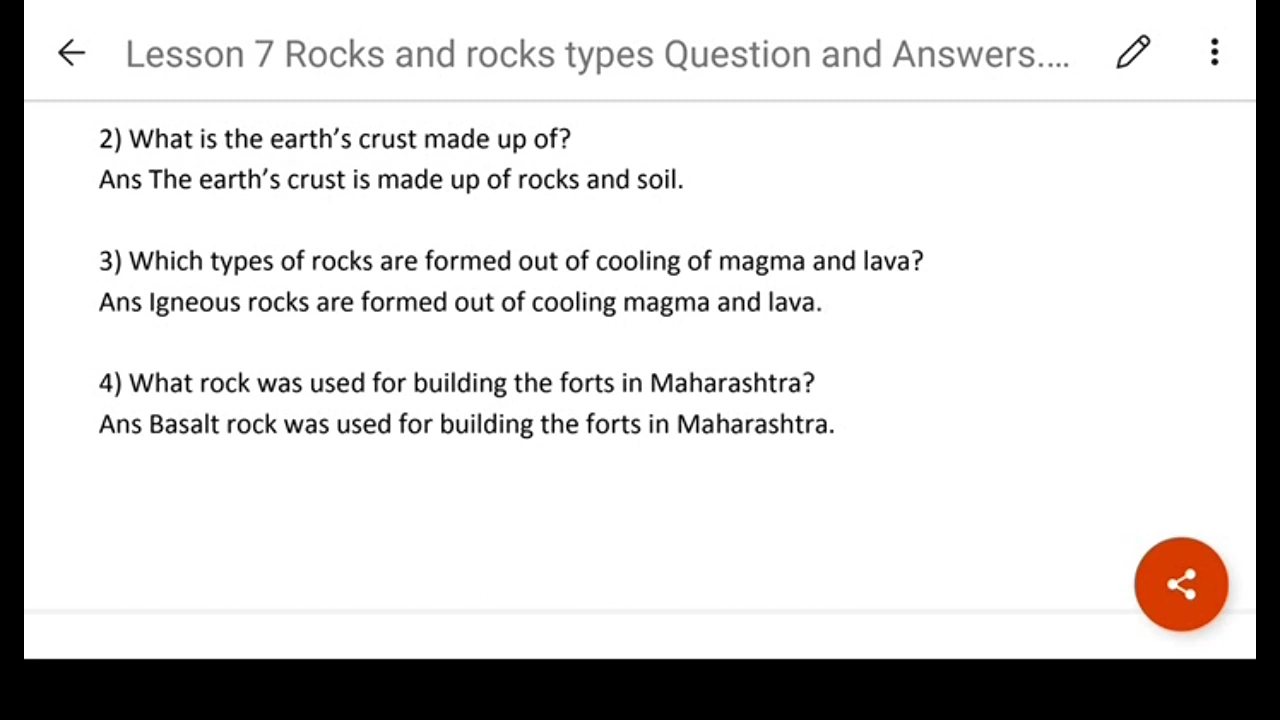 Lesson 7 Rocks and rocks types Question and Answers....
2) What is the earth’s crust made up of?
Ans The earth’s crust is made up of rocks and soil.
3) Which types of rocks are formed out of cooling of magma and lava?
Ans Igneous rocks are formed out of cooling magma and lava.
4) What rock was used for building the forts in Maharashtra?
Ans Basalt rock was used for building the forts in Maharashtra.